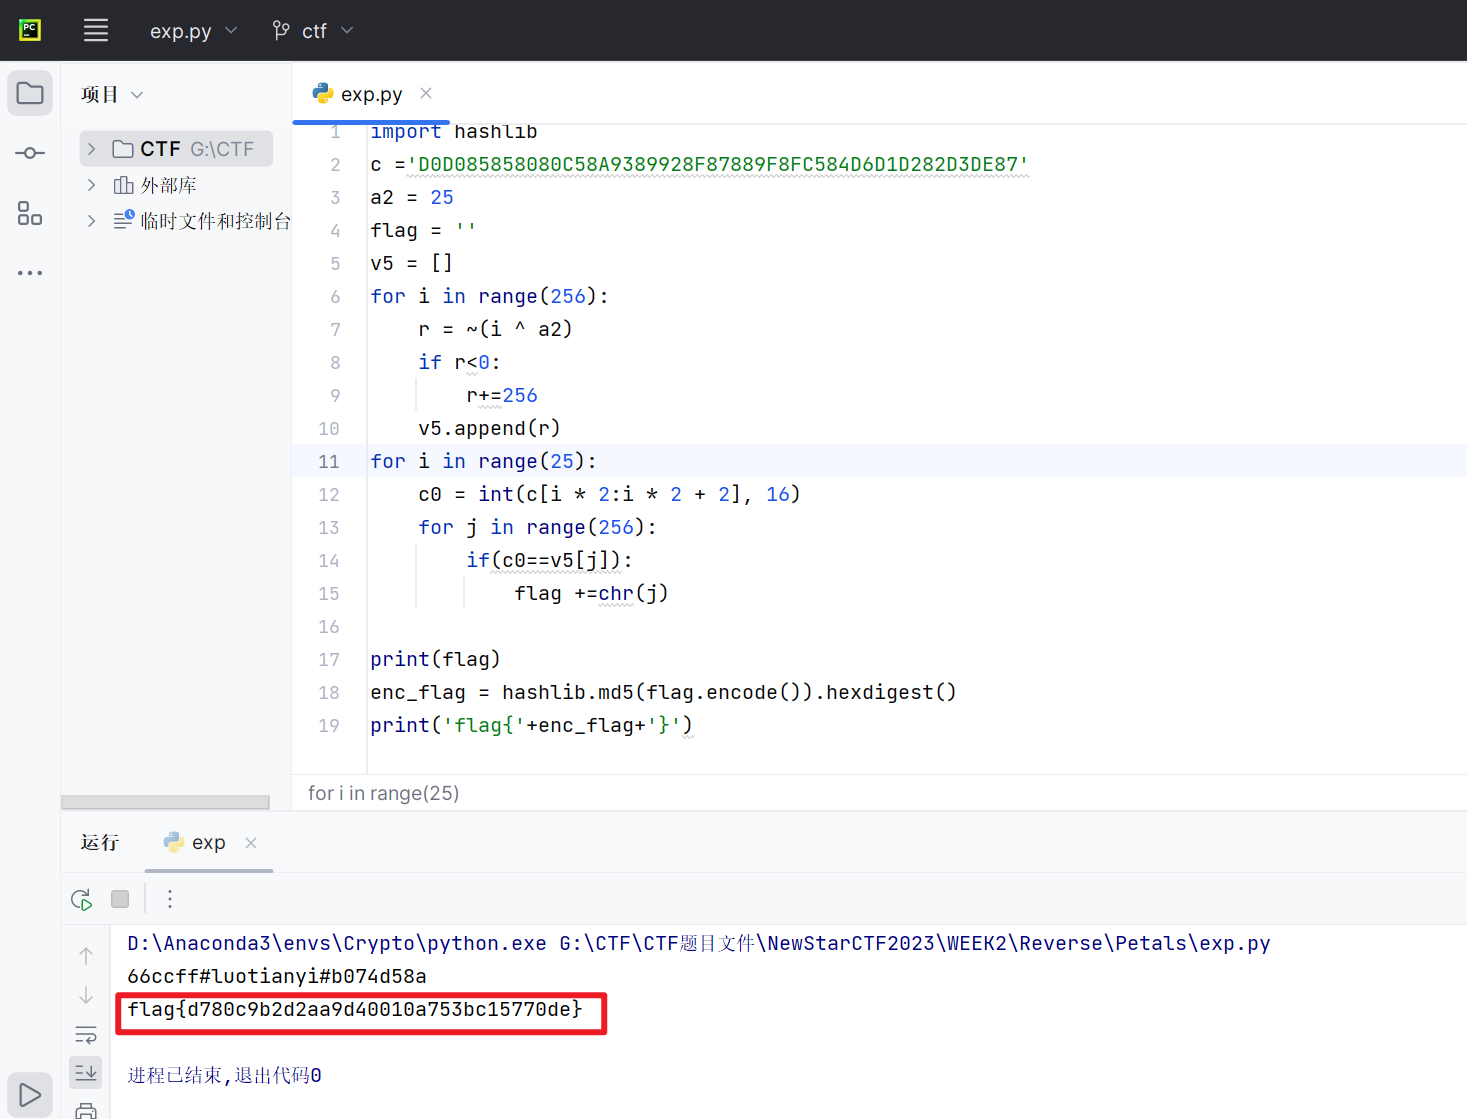 PC
exp.py
ctf
项目
exp.py
CTF G:\CTF
外部库
临时文件和控制台
1 import hashlib
2 c ='D0D085858080C58A9389928F87889F8FC584D6D1D282D3DE87'
3 a2 = 25
4 flag = ''
5 v5 = []
6 for i in range(256):
7 r = ~(i ^ a2)
8 if r<0:
9 r+=256
10 v5.append(r)
11 for i in range(25):
12 c0 = int(c[i * 2:i * 2 + 2], 16)
13 for j in range(256):
14 if(c0==v5[j]):
15 flag +=chr(j)
16
17 print(flag)
18 enc_flag = hashlib.md5(flag.encode()).hexdigest()
19 print('flag{'+enc_flag+'}')
for i in range(25)
运行
exp
D:\Anaconda3\envs\Crypto\python.exe G:\CTF\CTF题目文件\NewStarCTF2023\WEEK2\Reverse\Petals\exp.py
66ccff#luotianyi#b074d58a
flag{d780c9b2d2aa9d40010a753bc15770de}
进程已结束,退出代码0